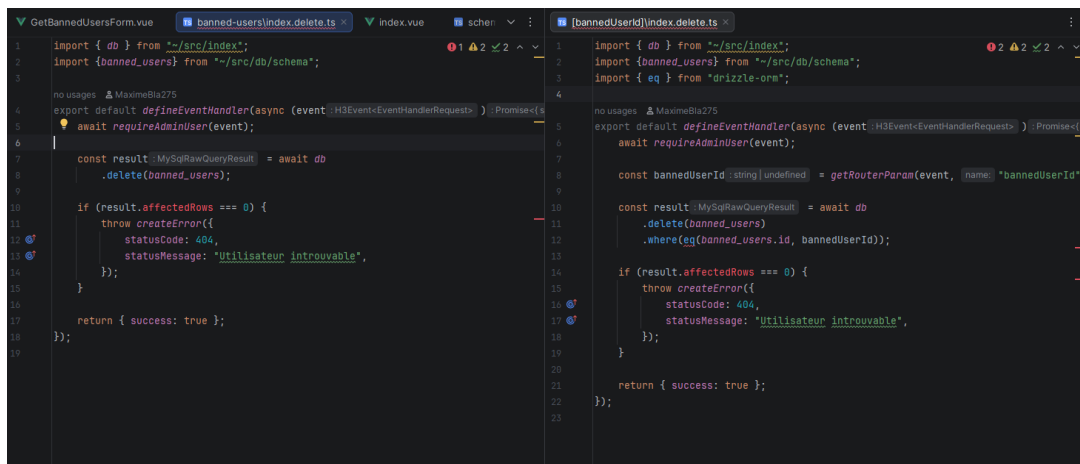 GetBannedUsersForm.vue
banned-users\index.delete.ts
index.vue
schem
1 import { db } from "~/src/index";
1 2 2
2 import {banned_users} from "~/src/db/schema";
3
no usages MaximeBla275
4 export default defineEventHandler(async (event : H3Event<EventHandlerRequest> ) : Promise<{ s
5 await requireAdminUser(event);
6
7 const result : MySqlRawQueryResult = await db
8 .delete(banned_users);
9
10 if (result.affectedRows === 0) {
11 throw createError({
12 statusCode: 404,
13 statusMessage: "Utilisateur introuvable",
14 });
15 }
16
17 return { success: true };
18 });
19
[bannedUserId]\index.delete.ts
1 import { db } from "~/src/index";
2 2 2
2 import {banned_users} from "~/src/db/schema";
3 import { eq } from "drizzle-orm";
4
no usages MaximeBla275
5 export default defineEventHandler(async (event : H3Event<EventHandlerRequest> ) : Promise<{
6 await requireAdminUser(event);
7
8 const bannedUserId : string | undefined = getRouterParam(event, name: "bannedUserId"
9
10 const result : MySqlRawQueryResult = await db
11 .delete(banned_users)
12 .where(eq(banned_users.id, bannedUserId));
13
14 if (result.affectedRows === 0) {
15 throw createError({
16 statusCode: 404,
17 statusMessage: "Utilisateur introuvable",
18 });
19 }
20
21 return { success: true };
22 });
23